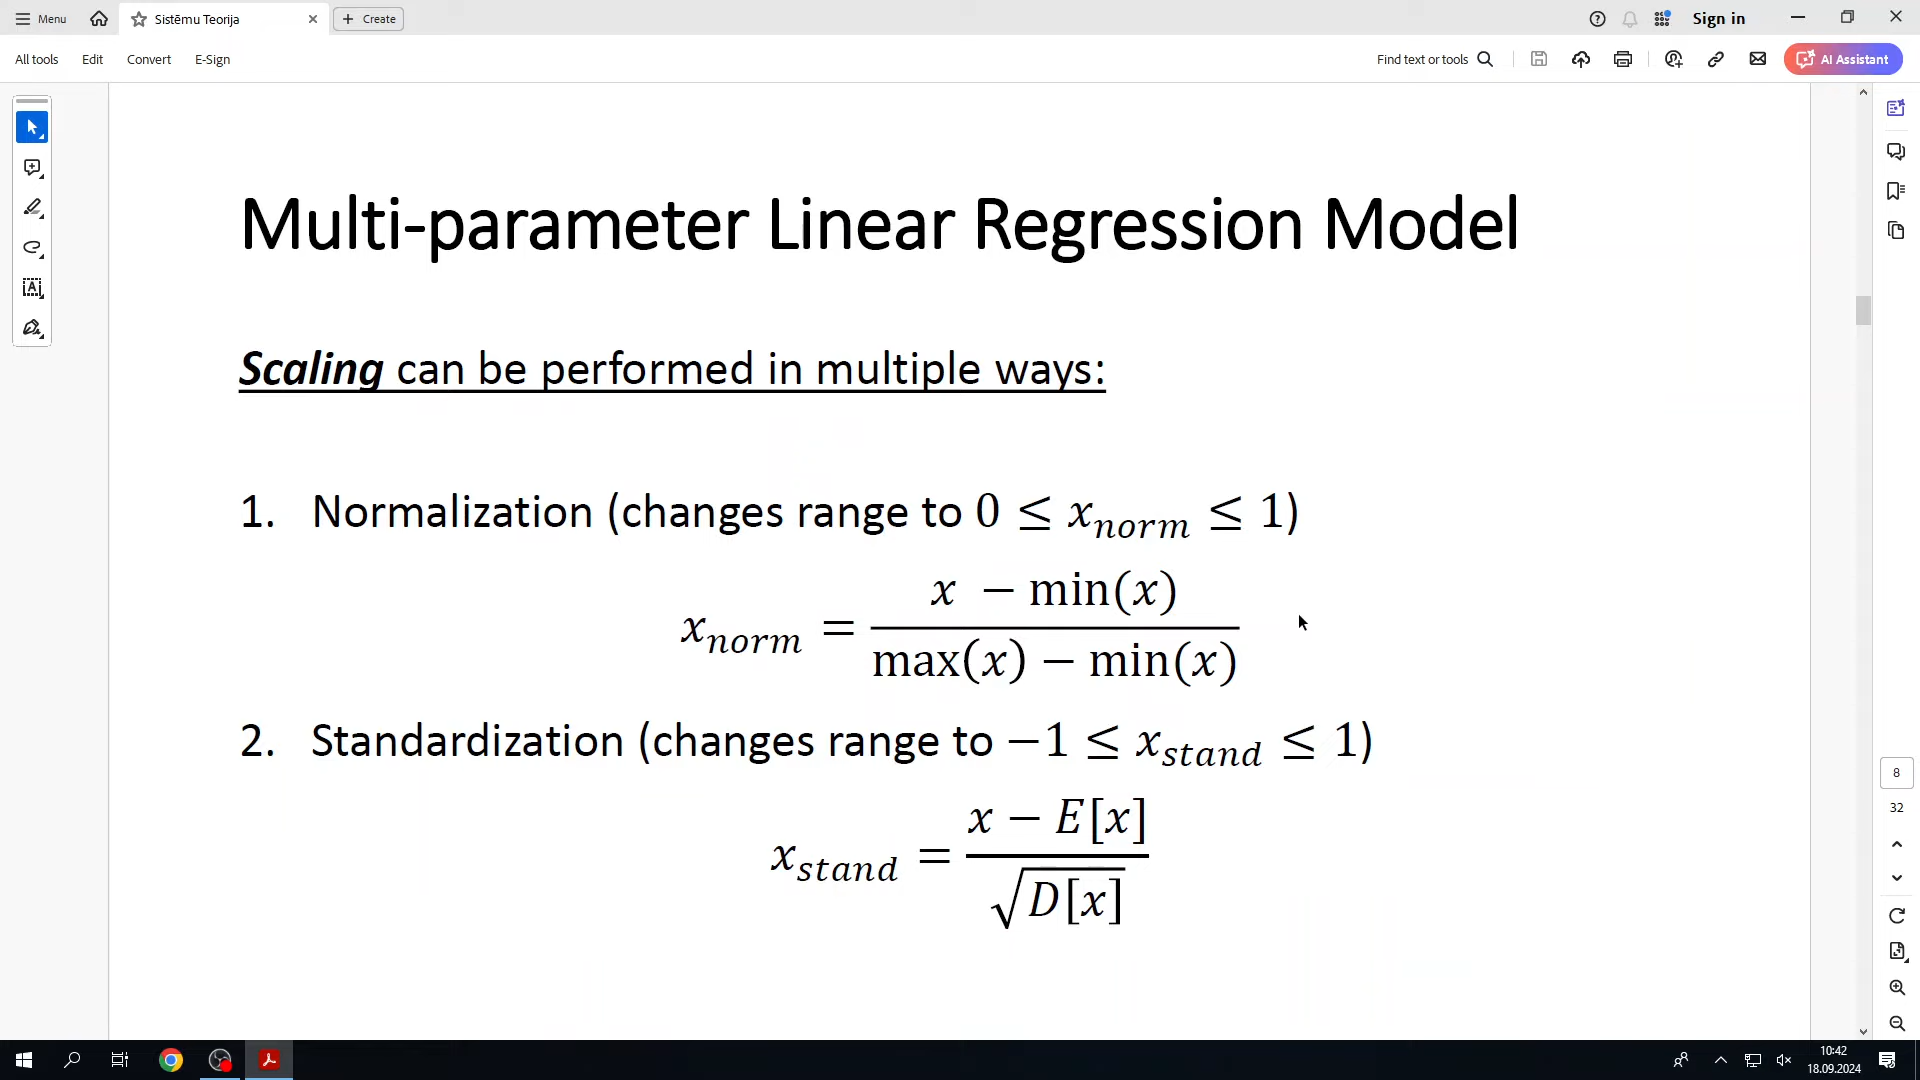 Menu
Sistēmu Teorija
Create
Sign in
All tools
Edit
Convert
E-Sign
Find text or tools
AI Assistant
Multi-parameter Linear Regression Model
Scaling can be performed in multiple ways:
1. Normalization (changes range to 0 ≤ x_norm ≤ 1)
x_norm = (x − min(x)) / (max(x) − min(x))
2. Standardization (changes range to −1 ≤ x_stand ≤ 1)
x_stand = (x − E[x]) / √D[x]
8
32
10:42
18.09.2024